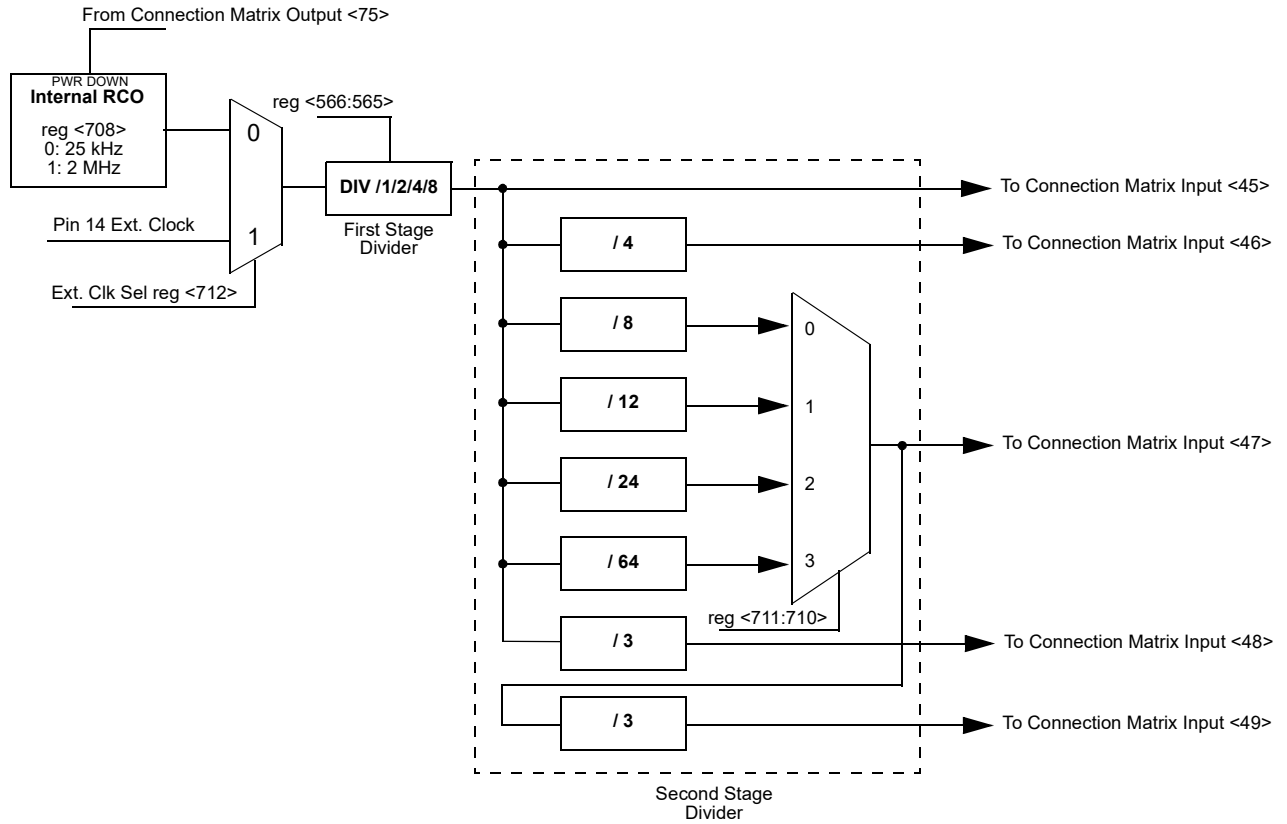 From Connection Matrix Output <75>
PWR DOWN
Internal RCO
reg <708>
0: 25 kHz
1: 2 MHz
0
1
Pin 14 Ext. Clock
Ext. Clk Sel reg <712>
reg <566:565>
DIV /1/2/4/8
First Stage
Divider
To Connection Matrix Input <45>
/ 4
To Connection Matrix Input <46>
/ 8
0
/ 12
1
To Connection Matrix Input <47>
/ 24
2
/ 64
3
reg <711:710>
/ 3
To Connection Matrix Input <48>
/ 3
To Connection Matrix Input <49>
Second Stage
Divider